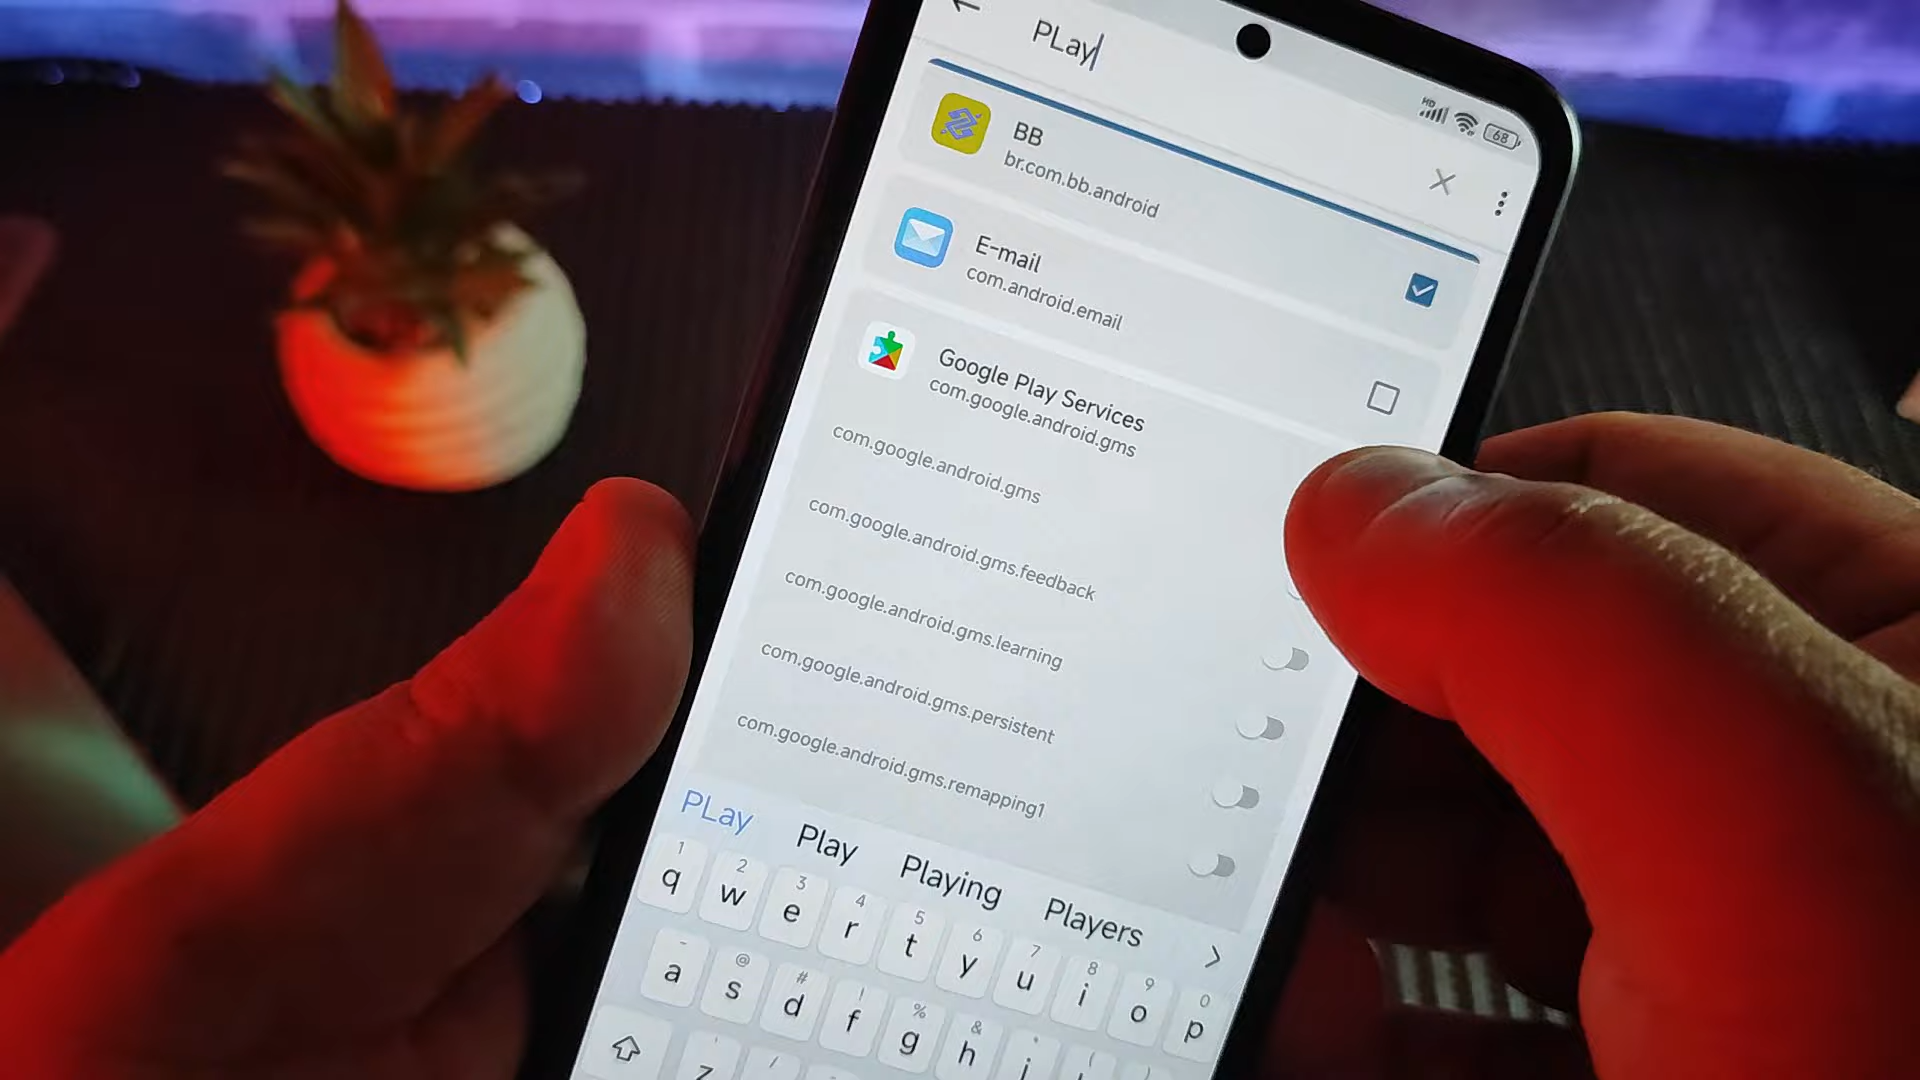 PLay
HD
68
BB
br.com.bb.android
E-mail
com.android.email
Google Play Services
com.google.android.gms
com.google.android.gms
com.google.android.gms.feedback
com.google.android.gms.learning
com.google.android.gms.persistent
com.google.android.gms.remapping1
PLay Play Playing Players
1 2 3 4 5 6 7 8 9 0
q w e r t y u i o p
- @ # ! % &
a s d f g h j
z